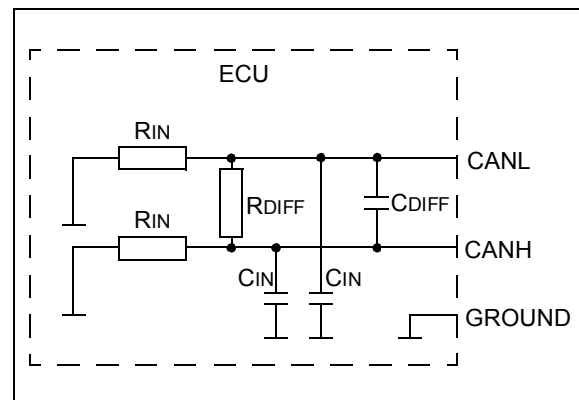 ECU
RIN
CANL
RDIFF
CDIFF
RIN
CANH
CIN
CIN
GROUND